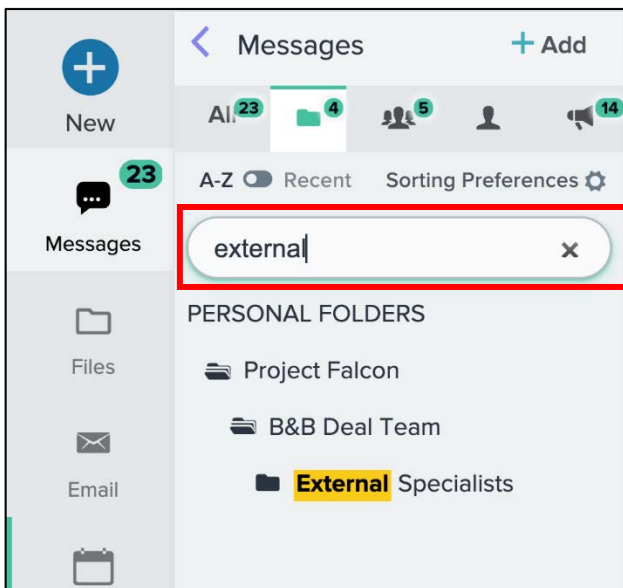 Messages
+ Add
New
All 23
4
5
14
23
Messages
A-Z
Recent
Sorting Preferences
external
PERSONAL FOLDERS
Files
Project Falcon
B&B Deal Team
Email
External Specialists